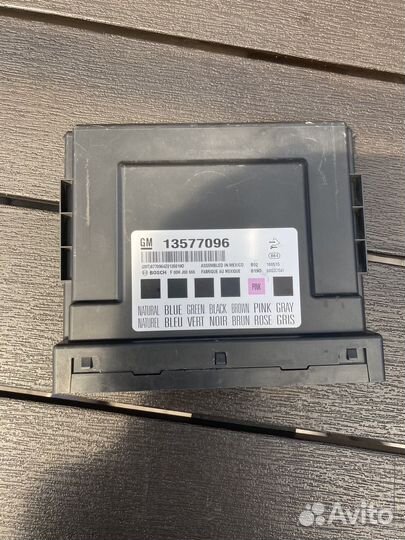 GM 13577096
ASSEMBLED IN MEXICO
BOSCH FABRIQUE AU MEXIQUE
PINK
NATURAL BLUE GREEN BLACK BROWN PINK GRAY
NATUREL BLEU VERT NOIR BRUN ROSE GRIS
Avito